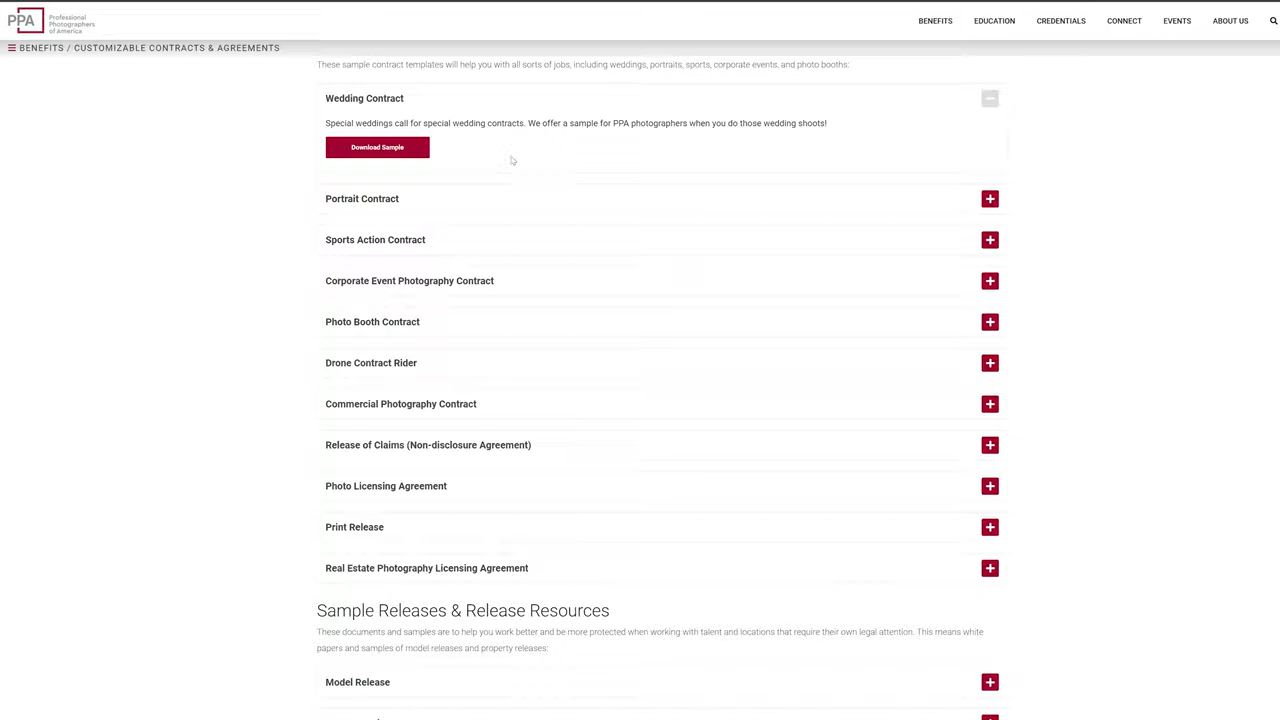 PPA Professional
Photographers
of America
BENEFITS
EDUCATION
CREDENTIALS
CONNECT
EVENTS
ABOUT US
BENEFITS / CUSTOMIZABLE CONTRACTS & AGREEMENTS
These sample contract templates will help you with all sorts of jobs, including weddings, portraits, sports, corporate events, and photo booths:
Wedding Contract
Special weddings call for special wedding contracts. We offer a sample for PPA photographers when you do those wedding shoots!
Download Sample
Portrait Contract
Sports Action Contract
Corporate Event Photography Contract
Photo Booth Contract
Drone Contract Rider
Commercial Photography Contract
Release of Claims (Non-disclosure Agreement)
Photo Licensing Agreement
Print Release
Real Estate Photography Licensing Agreement
Sample Releases & Release Resources
These documents and samples are to help you work better and be more protected when working with talent and locations that require their own legal attention. This means white
papers and samples of model releases and property releases:
Model Release